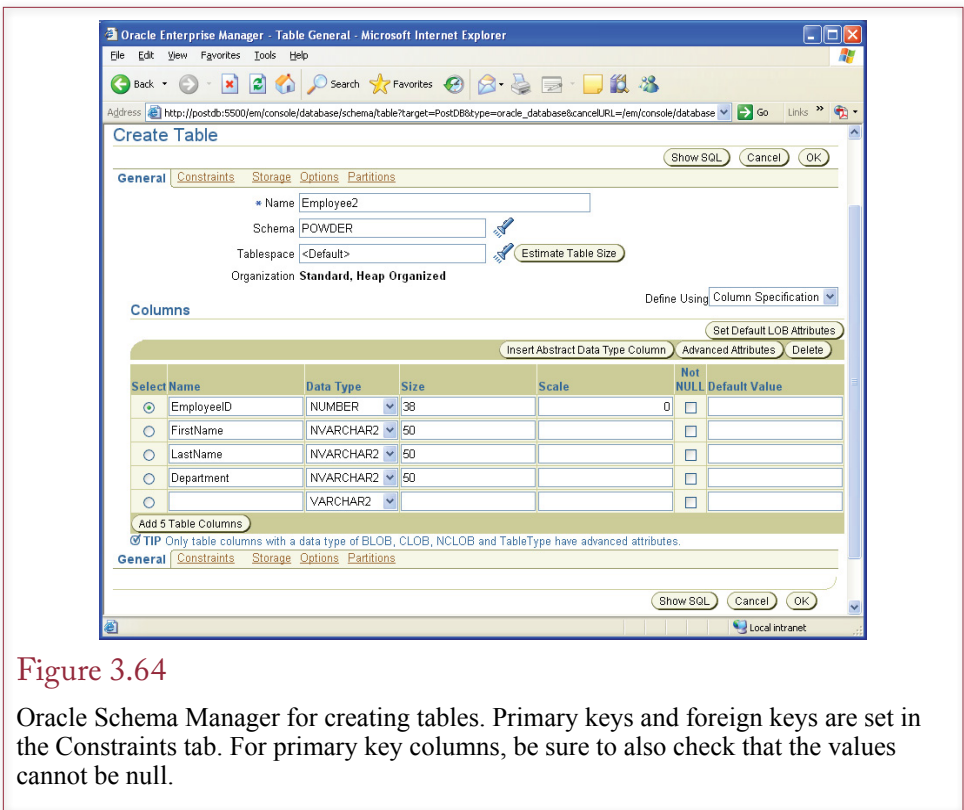 Oracle Enterprise Manager - Table General - Microsoft Internet Explorer
File Edit View Favorites Tools Help
Back Search Favorites
Address http://postdb:5500/em/console/database/schema/table?target=PostDB&type=oracle_database&cancelURL=/em/console/database Go Links »
Create Table
Show SQL Cancel OK
General Constraints Storage Options Partitions
* Name Employee2
Schema POWDER
Tablespace <Default> Estimate Table Size
Organization Standard, Heap Organized
Define Using Column Specification
Columns
Set Default LOB Attributes
Insert Abstract Data Type Column Advanced Attributes Delete
Select Name Data Type Size Scale Not NULL Default Value
EmployeeID NUMBER 38 0
FirstName NVARCHAR2 50
LastName NVARCHAR2 50
Department NVARCHAR2 50
VARCHAR2
Add 5 Table Columns
TIP Only table columns with a data type of BLOB, CLOB, NCLOB and TableType have advanced attributes.
General Constraints Storage Options Partitions
Show SQL Cancel OK
Local intranet
Figure 3.64
Oracle Schema Manager for creating tables. Primary keys and foreign keys are set in
the Constraints tab. For primary key columns, be sure to also check that the values
cannot be null.